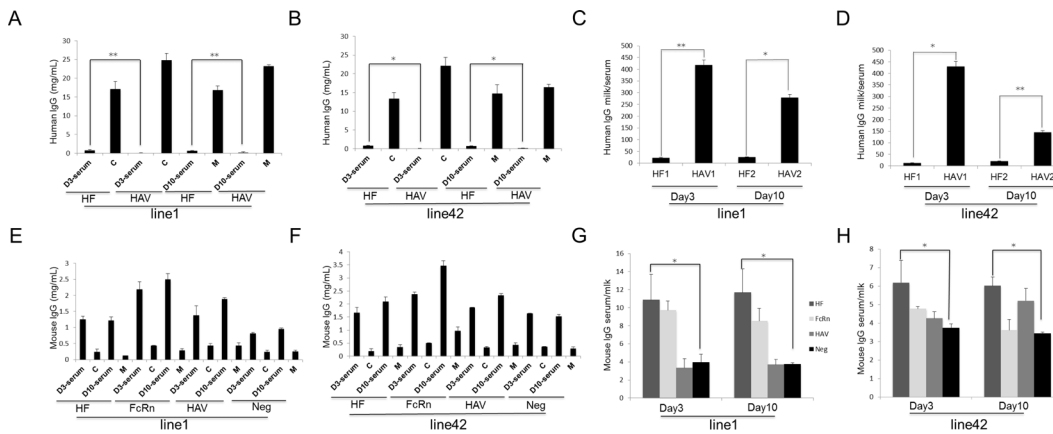 A
Human IgG (mg/mL)
30
25
20
15
10
5
0
**
**
D3-serum
C
D3-serum
C
D10-serum
M
D10-serum
M
HF
HAV
HF
HAV
line1
B
Human IgG (mg/mL)
30
25
20
15
10
5
0
*
*
D3-serum
C
D3-serum
C
D10-serum
M
D10-serum
M
HF
HAV
HF
HAV
line42
C
Human IgG milk/serum
500
450
400
350
300
250
200
150
100
50
0
**
*
HF1
HAV1
HF2
HAV2
Day3
Day10
line1
D
Human IgG milk/serum
500
450
400
350
300
250
200
150
100
50
0
*
**
HF1
HAV1
HF2
HAV2
Day3
Day10
line42
E
Mouse IgG (mg/mL)
3
2.5
2
1.5
1
0.5
0
D3-serum
C
D10-serum
M
D3-serum
C
D10-serum
M
D3-serum
C
D10-serum
M
D3-serum
C
D10-serum
M
HF
FcRn
HAV
Neg
line1
F
Mouse IgG (mg/mL)
4
3.5
3
2.5
2
1.5
1
0.5
0
D3-serum
C
D10-serum
M
D3-serum
C
D10-serum
M
D3-serum
C
D10-serum
M
D3-serum
C
D10-serum
M
HF
FcRn
HAV
Neg
line42
G
Mouse IgG serum/mlk
16
14
12
10
8
6
4
2
0
*
*
HF
FcRn
HAV
Neg
Day3
Day10
line1
H
Mouse IgG serum/milk
8
7
6
5
4
3
2
1
0
*
*
Day3
Day10
line42